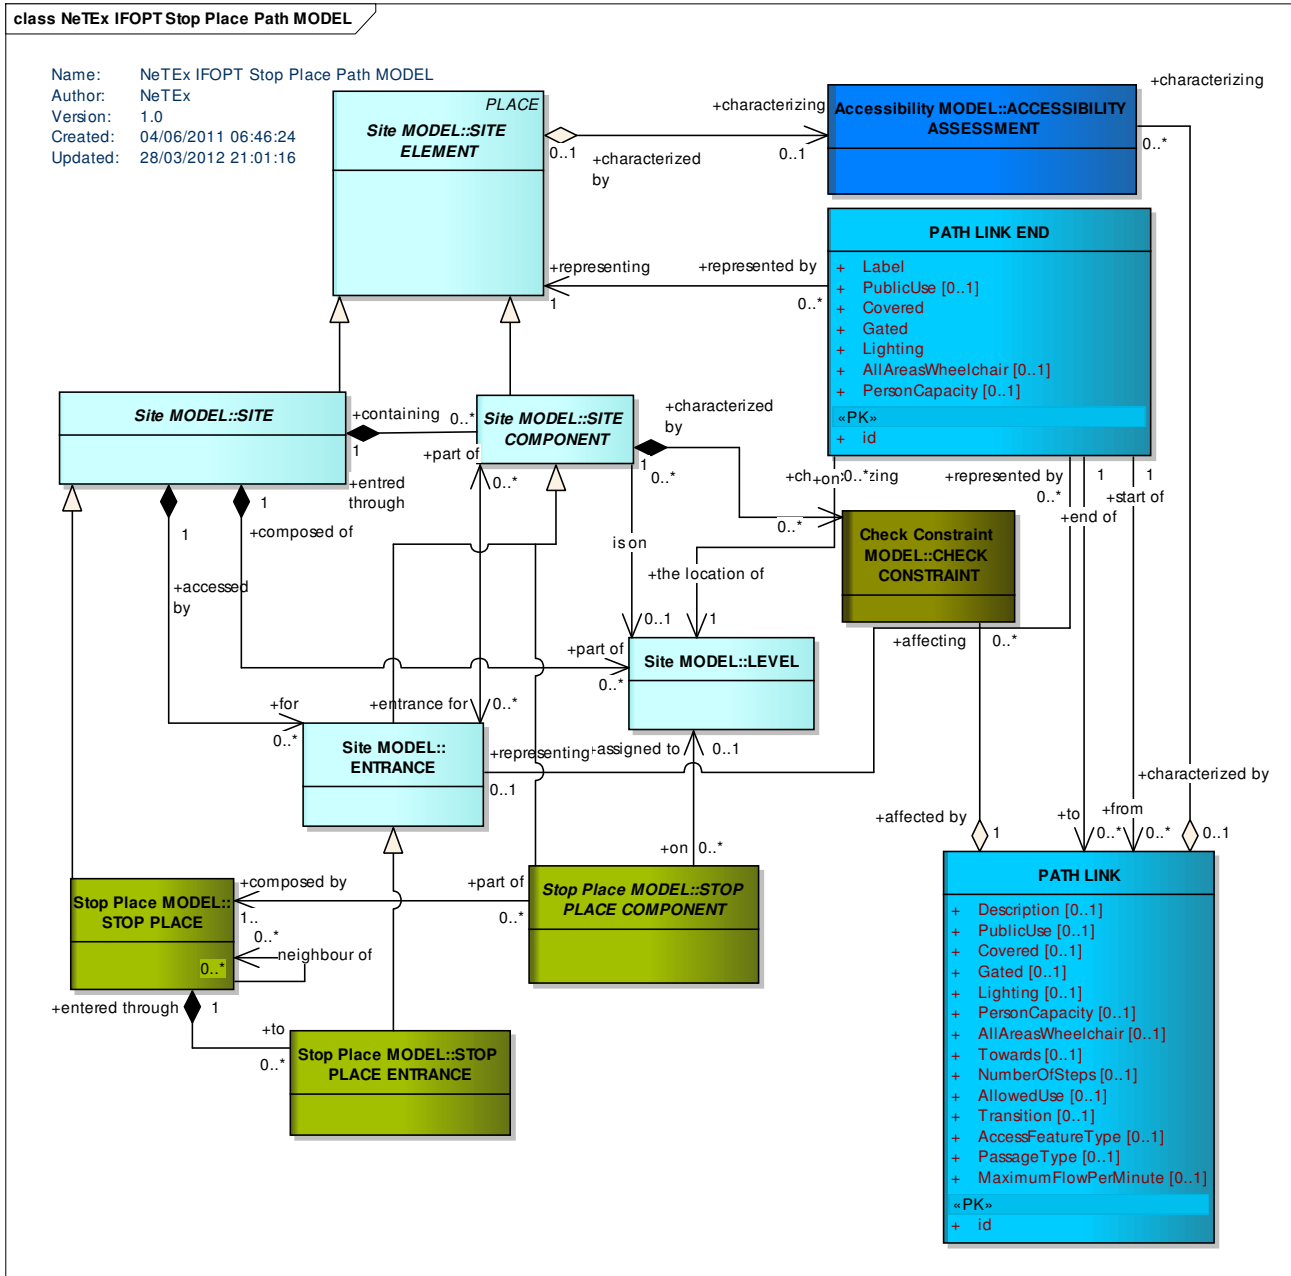 class NeTEx IFOPT Stop Place Path MODEL
Name: NeTEx IFOPT Stop Place Path MODEL
Author: NeTEx
Version: 1.0
Created: 04/06/2011 06:46:24
Updated: 28/03/2012 21:01:16
PLACE
Site MODEL::SITE
ELEMENT
+characterizing
0..1
+characterized
by
0..1
Accessibility MODEL::ACCESSIBILITY
ASSESSMENT
+characterizing
0..*
+representing
1
+represented by
0..*
PATH LINK END
+ Label
+ PublicUse [0..1]
+ Covered
+ Gated
+ Lighting
+ AllAreasWheelchair [0..1]
+ PersonCapacity [0..1]
«PK»
+ id
Site MODEL::SITE
+containing
0..*
1
+part of
0..*
+entred
through
Site MODEL::SITE
COMPONENT
+characterized
by
1
0..*
+on
0..*
0..*
+represented by
0..*
1
+end of
1
+start of
1
+composed of
1
+accessed
by
is on
0..1
+the location of
1
Check Constraint
MODEL::CHECK
CONSTRAINT
+affecting
0..*
+part of
0..*
Site MODEL::LEVEL
+for
0..*
+entrance for
0..*
Site MODEL::
ENTRANCE
+representing
0..1
+assigned to
0..1
+characterized by
0..1
+to
0..*
+from
0..*
+affected by
1
+on
0..*
Stop Place MODEL::
STOP PLACE
+composed by
1..
0..*
+part of
0..*
neighbour of
0..*
Stop Place MODEL::STOP
PLACE COMPONENT
+entered through
1
+to
0..*
Stop Place MODEL::STOP
PLACE ENTRANCE
PATH LINK
+ Description [0..1]
+ PublicUse [0..1]
+ Covered [0..1]
+ Gated [0..1]
+ Lighting [0..1]
+ PersonCapacity [0..1]
+ AllAreasWheelchair [0..1]
+ Towards [0..1]
+ NumberOfSteps [0..1]
+ AllowedUse [0..1]
+ Transition [0..1]
+ AccessFeatureType [0..1]
+ PassageType [0..1]
+ MaximumFlowPerMinute [0..1]
«PK»
+ id